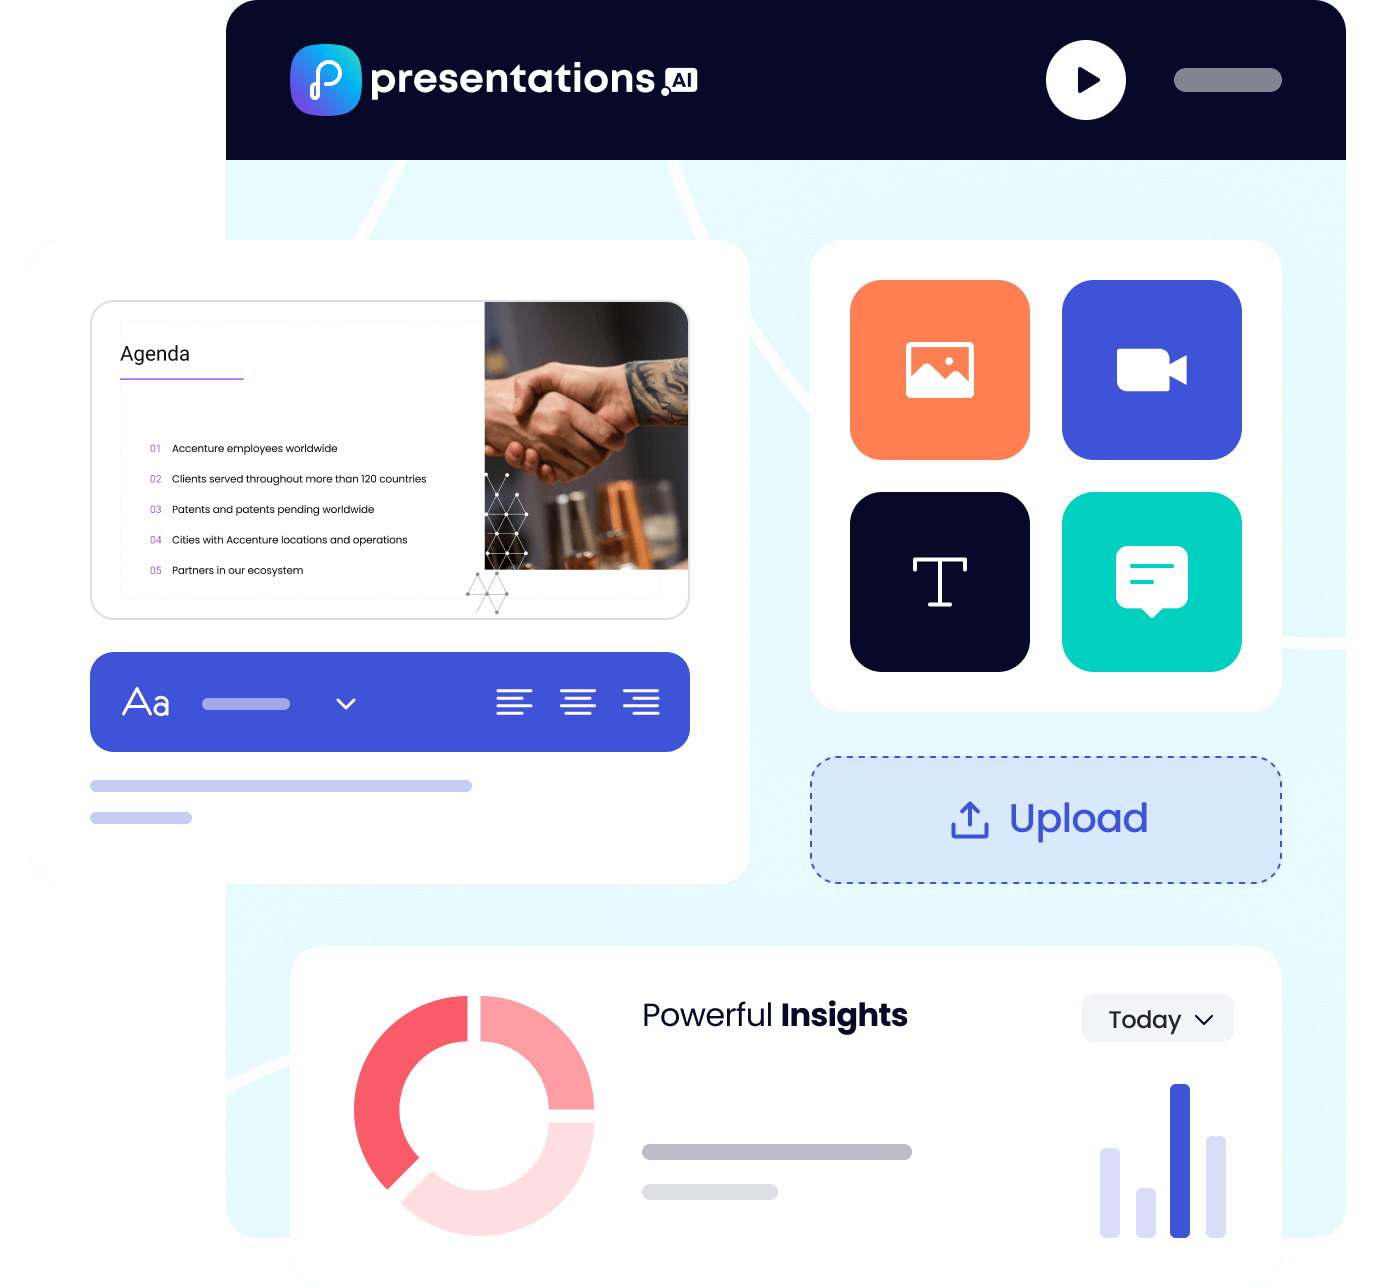 presentations.AI
Agenda
01 Accenture employees worldwide
02 Clients served throughout more than 120 countries
03 Patents and patents pending worldwide
04 Cities with Accenture locations and operations
05 Partners in our ecosystem
T
Aa
Upload
Powerful Insights
Today